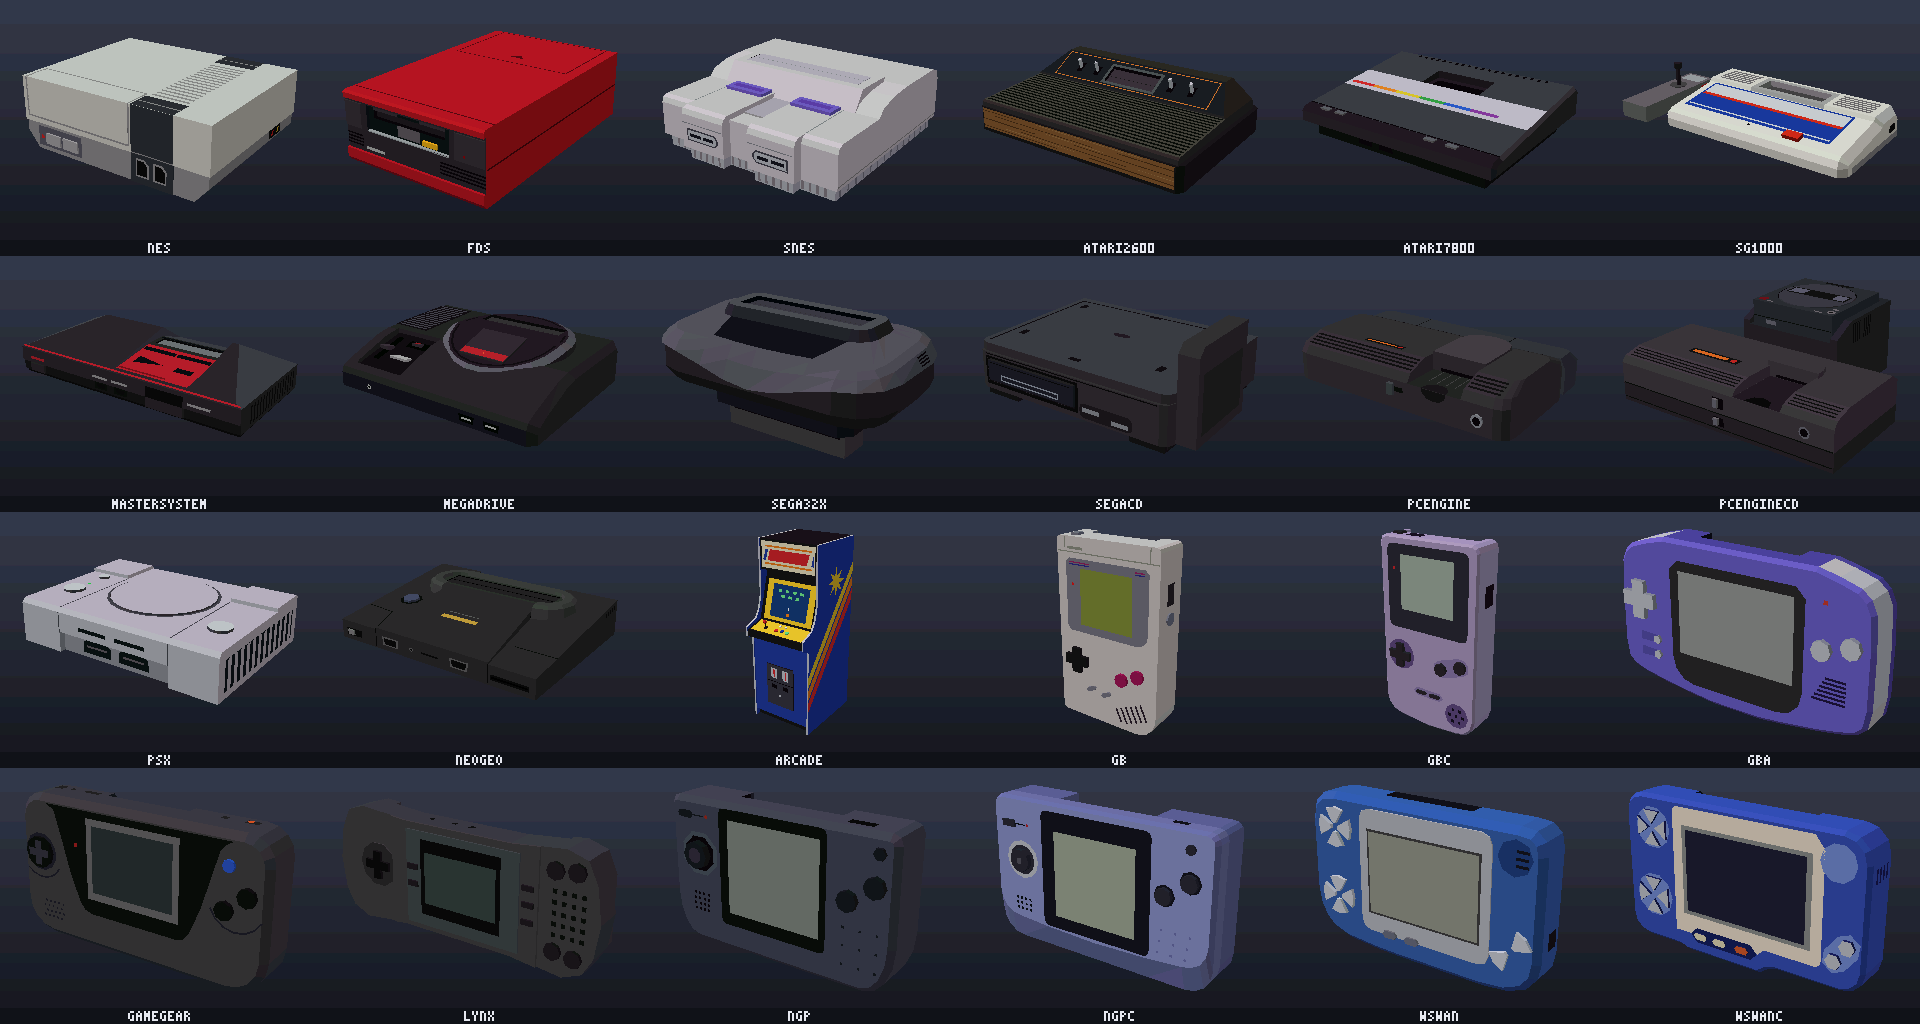 NES
FDS
SNES
ATARI2600
ATARI7800
SG1000
MASTERSYSTEM
MEGADRIVE
SEGA32X
SEGACD
PCENGINE
PCENGINECD
PSX
NEOGEO
ARCADE
GB
GBC
GBA
GAMEGEAR
LYNX
NGP
NGPC
WSWAN
WSWANC